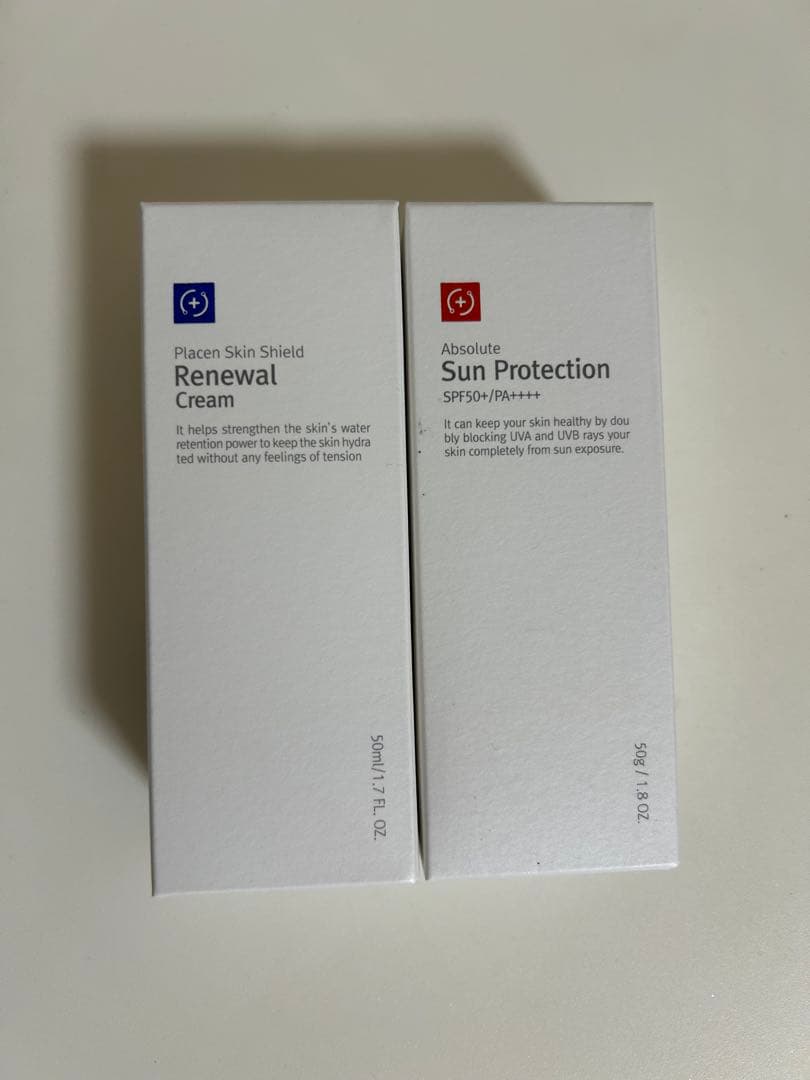 Placen Skin Shield
Renewal
Cream
It helps strengthen the skin's water
retention power to keep the skin hydra
ted without any feelings of tension
50ml/1.7 FL. OZ.
Absolute
Sun Protection
SPF50+/PA++++
It can keep your skin healthy by dou
bly blocking UVA and UVB rays your
skin completely from sun exposure.
50g / 1.8 OZ.